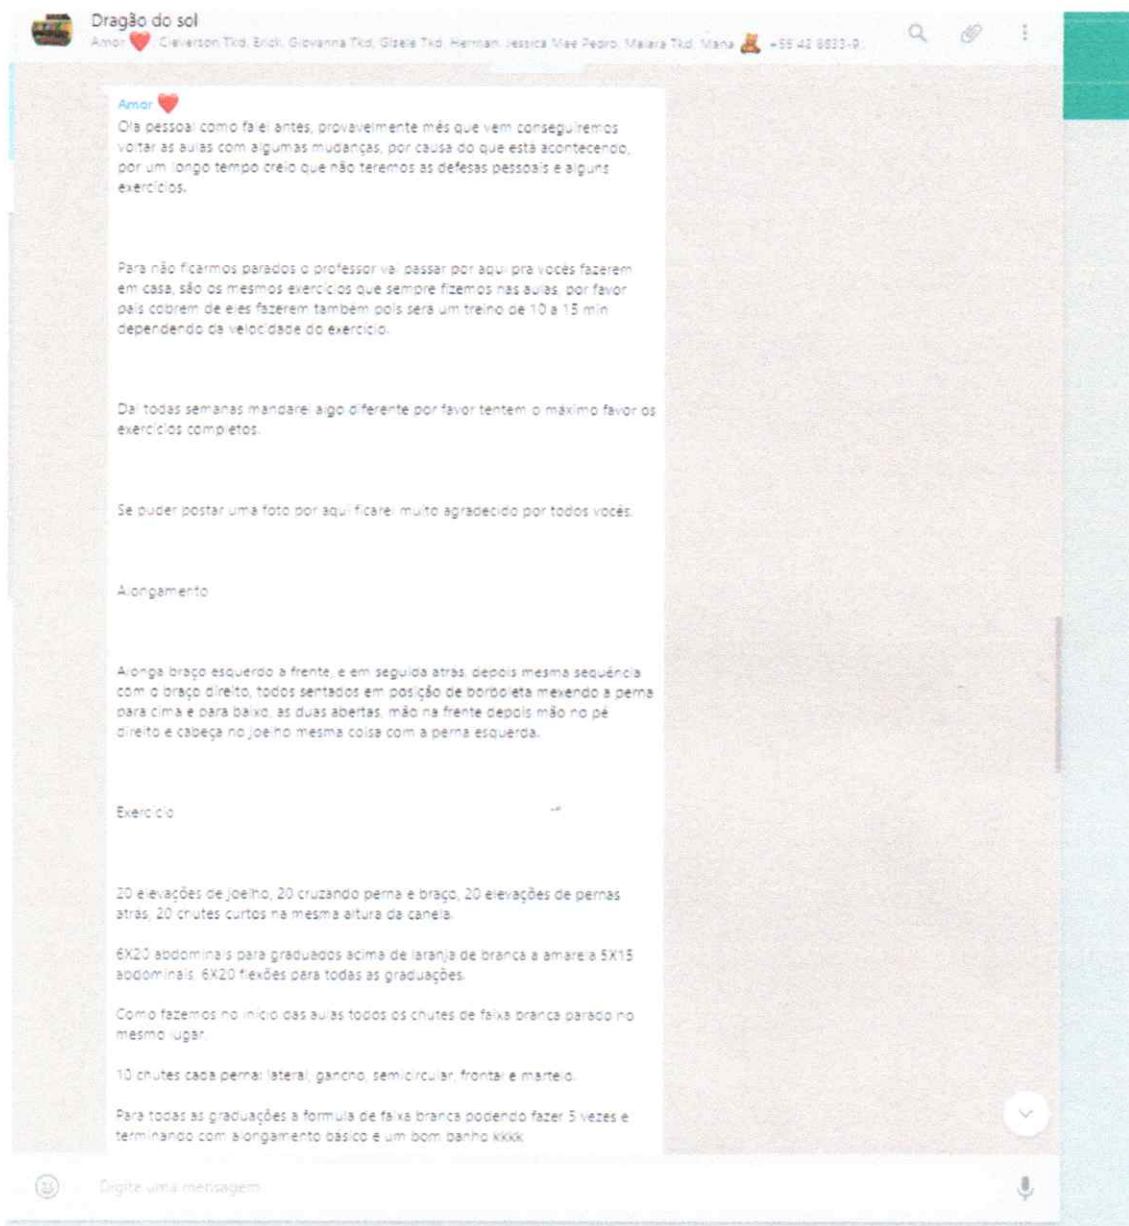 Dragão do sol
Amor ❤️, Cleverson Tkd, Erick, Giovanna Tkd, Gisele Tkd, Herman, Jessica Mae Pedro, Maiara Tkd, Mana 🧸, +55 42 8833-9...
Amor ❤️
Ola pessoal como falei antes, provavelmente mês que vem conseguiremos
voltar as aulas com algumas mudanças, por causa do que está acontecendo,
por um longo tempo creio que não teremos as defesas pessoais e alguns
exercícios.
Para não ficarmos parados o professor vai passar por aqui pra vocês fazerem
em casa, são os mesmos exercícios que sempre fizemos nas aulas, por favor
pais cobrem de eles fazerem também pois será um treino de 10 a 15 min
dependendo da velocidade do exercício.
Daí todas semanas mandarei algo diferente por favor tentem o máximo favor os
exercícios completos.
Se puder postar uma foto por aqui ficarei muito agradecido por todos vocês.
Alongamento
Alonga braço esquerdo a frente, e em seguida atrás, depois mesma sequência
com o braço direito, todos sentados em posição de borboleta mexendo a perna
para cima e para baixo, as duas abertas, mão na frente depois mão no pé
direito e cabeça no joelho mesma coisa com a perna esquerda.
Exercício
20 elevações de joelho, 20 cruzando perna e braço, 20 elevações de pernas
atrás, 20 chutes curtos na mesma altura da canela.
6X20 abdominais para graduados acima de laranja de branca a amarela 5X15
abdominais, 6X20 flexões para todas as graduações.
Como fazemos no início das aulas todos os chutes de faixa branca parado no
mesmo lugar.
10 chutes cada perna: lateral, gancho, semicircular, frontal e martelo.
Para todas as graduações a formula de faixa branca podendo fazer 5 vezes e
terminando com alongamento básico e um bom banho kkkk
Digite uma mensagem